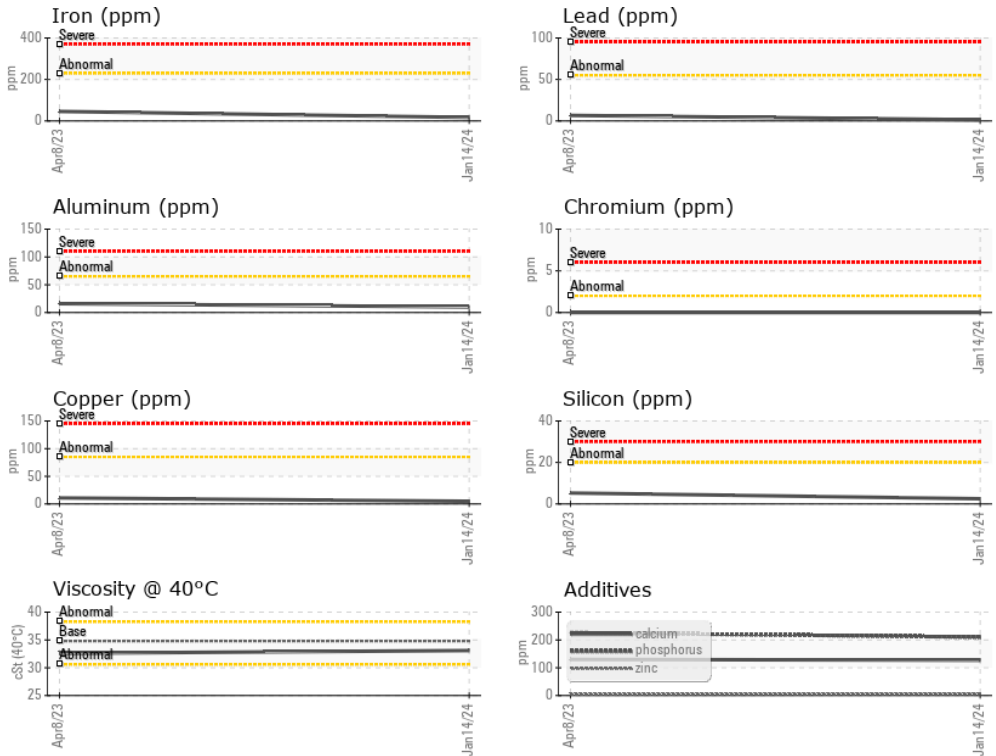 Iron (ppm)
400
200
0
ppm
Severe
Abnormal
Apr8/23
Jan14/24
Lead (ppm)
100
50
0
ppm
Severe
Abnormal
Apr8/23
Jan14/24
Aluminum (ppm)
150
100
50
0
ppm
Severe
Abnormal
Apr8/23
Jan14/24
Chromium (ppm)
10
5
0
ppm
Severe
Abnormal
Apr8/23
Jan14/24
Copper (ppm)
150
100
50
0
ppm
Severe
Abnormal
Apr8/23
Jan14/24
Silicon (ppm)
40
20
0
ppm
Severe
Abnormal
Apr8/23
Jan14/24
Viscosity @ 40°C
40
35
30
25
cSt (40°C)
Abnormal
Base
Abnormal
Apr8/23
Jan14/24
Additives
300
200
100
0
ppm
calcium
phosphorus
zinc
Apr8/23
Jan14/24